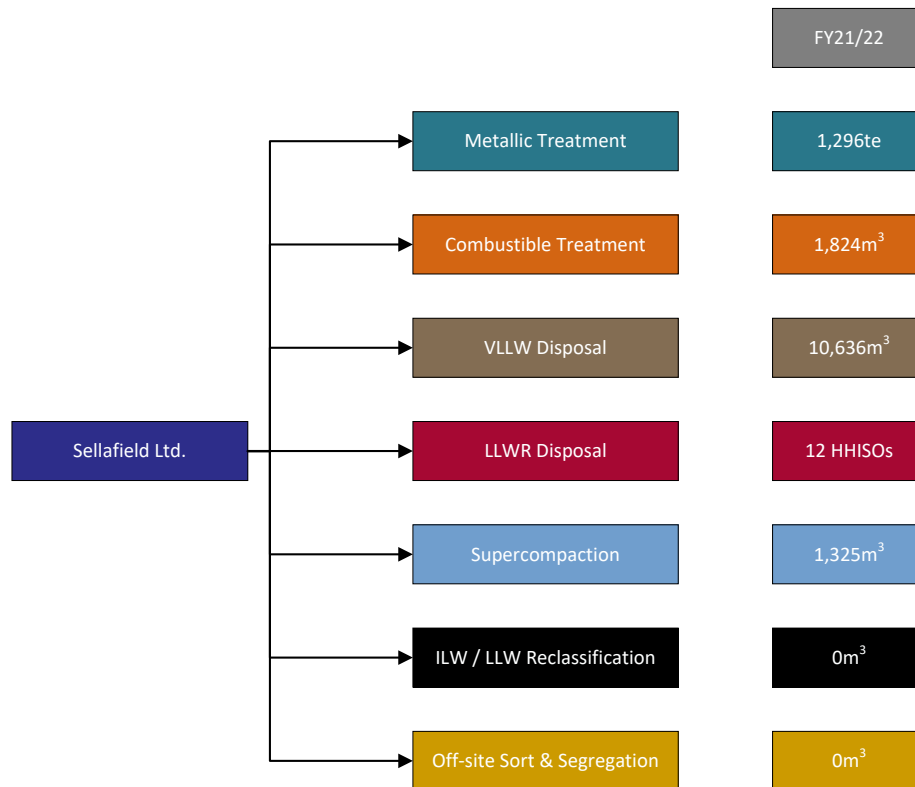 FY21/22
Metallic Treatment 1,296te
Combustible Treatment 1,824m³
VLLW Disposal 10,636m³
Sellafield Ltd. LLWR Disposal 12 HHISOs
Supercompaction 1,325m³
ILW / LLW Reclassification 0m³
Off-site Sort & Segregation 0m³